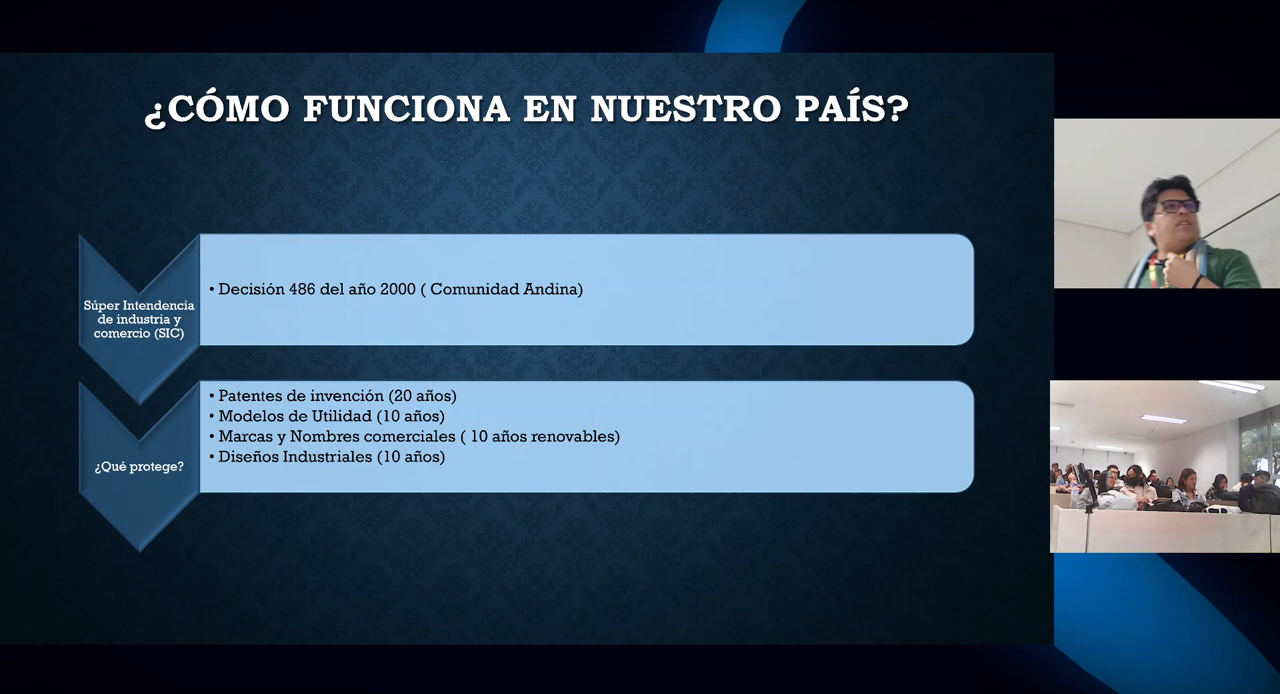 ¿CÓMO FUNCIONA EN NUESTRO PAÍS?
Súper Intendencia
de industria y
comercio (SIC)
• Decisión 486 del año 2000 ( Comunidad Andina)
¿Qué protege?
• Patentes de invención (20 años)
• Modelos de Utilidad (10 años)
• Marcas y Nombres comerciales ( 10 años renovables)
• Diseños Industriales (10 años)